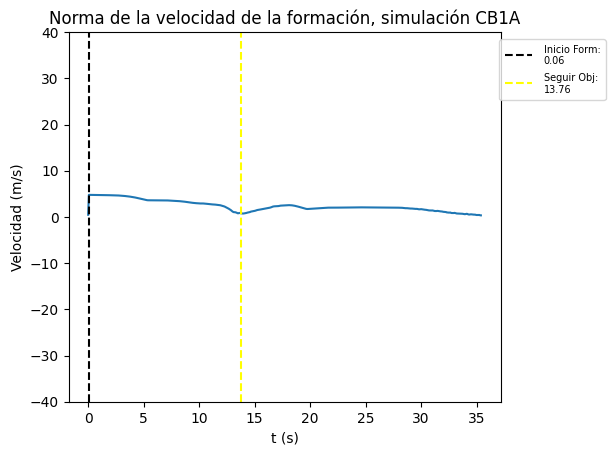 Norma de la velocidad de la formación, simulación CB1A
Inicio Form:
0.06
Seguir Obj:
13.76
40
30
20
10
0
−10
−20
−30
−40
Velocidad (m/s)
0 5 10 15 20 25 30 35
t (s)